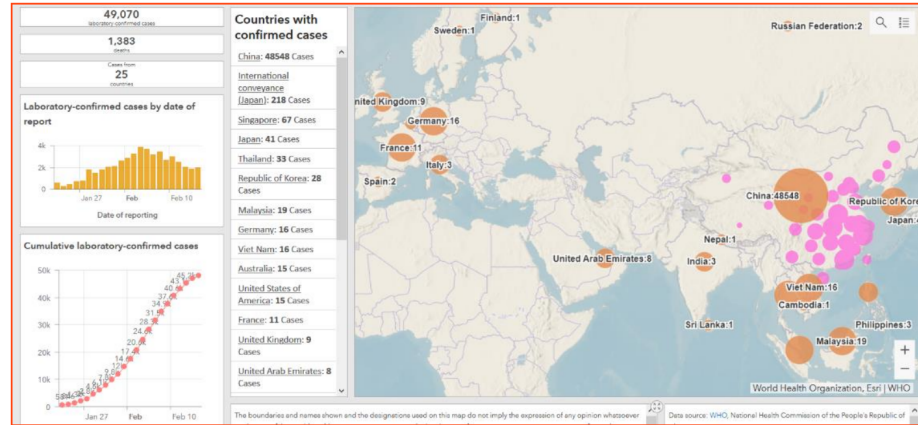 49,070
laboratory-confirmed cases
1,383
deaths
Cases from
25
countries
Laboratory-confirmed cases by date of
report
4k
2k
0
Jan 27
Feb
Feb 10
Date of reporting
Cumulative laboratory-confirmed cases
50k
40k
30k
20k
10k
0
Jan 27
Feb
Feb 10
Countries with
confirmed cases
China: 48548 Cases
International
conveyance
(Japan): 218 Cases
Singapore: 67 Cases
Japan: 41 Cases
Thailand: 33 Cases
Republic of Korea: 28
Cases
Malaysia: 19 Cases
Germany: 16 Cases
Viet Nam: 16 Cases
Australia: 15 Cases
United States of
America: 15 Cases
France: 11 Cases
United Kingdom: 9
Cases
United Arab Emirates: 8
Cases
Finland:1
Sweden:1
Russian Federation:2
nited Kingdom:9
Germany:16
France:11
Italy:3
Spain:2
China:48548
Republic of Kore
Japan:4
Nepal:1
United Arab Emirates:8
India:3
Viet Nam:16
Cambodia:1
Sri Lanka:1
Philippines:3
Malaysia:19
World Health Organization, Esri | WHO
The boundaries and names shown and the designations used on this map do not imply the expression of any opinion whatsoever
Data source: WHO, National Health Commission of the People's Republic of